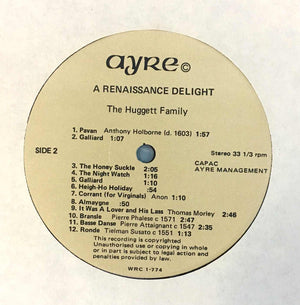 ayre©
A RENAISSANCE DELIGHT
The Huggett Family
1. Pavan Anthony Holborne (d. 1603) 1:57
2. Galliard 1:07
SIDE 2
Stereo 33 1/3 rpm
3. The Honey Suckle 2:05
4. The Night Watch 1:16
5. Galliard 1:10
6. Heigh-Ho Holiday :54
CAPAC
AYRE MANAGEMENT
7. Corrant (for Virginals) Anon 1:10
8. Almaygne :50
9. It Was A Lover and His Lass Thomas Morley 2:46
10. Bransle Pierre Phalese c 1571 :50
11. Basse Danse Pierre Attaignant c 1547 2:35
12. Ronde Tielman Susato c 1551 1:13
This recording is copyright
Unauthorised use or copying in whole
or in part is subject to legal action and
penalties provided by law.
WRC 1-774